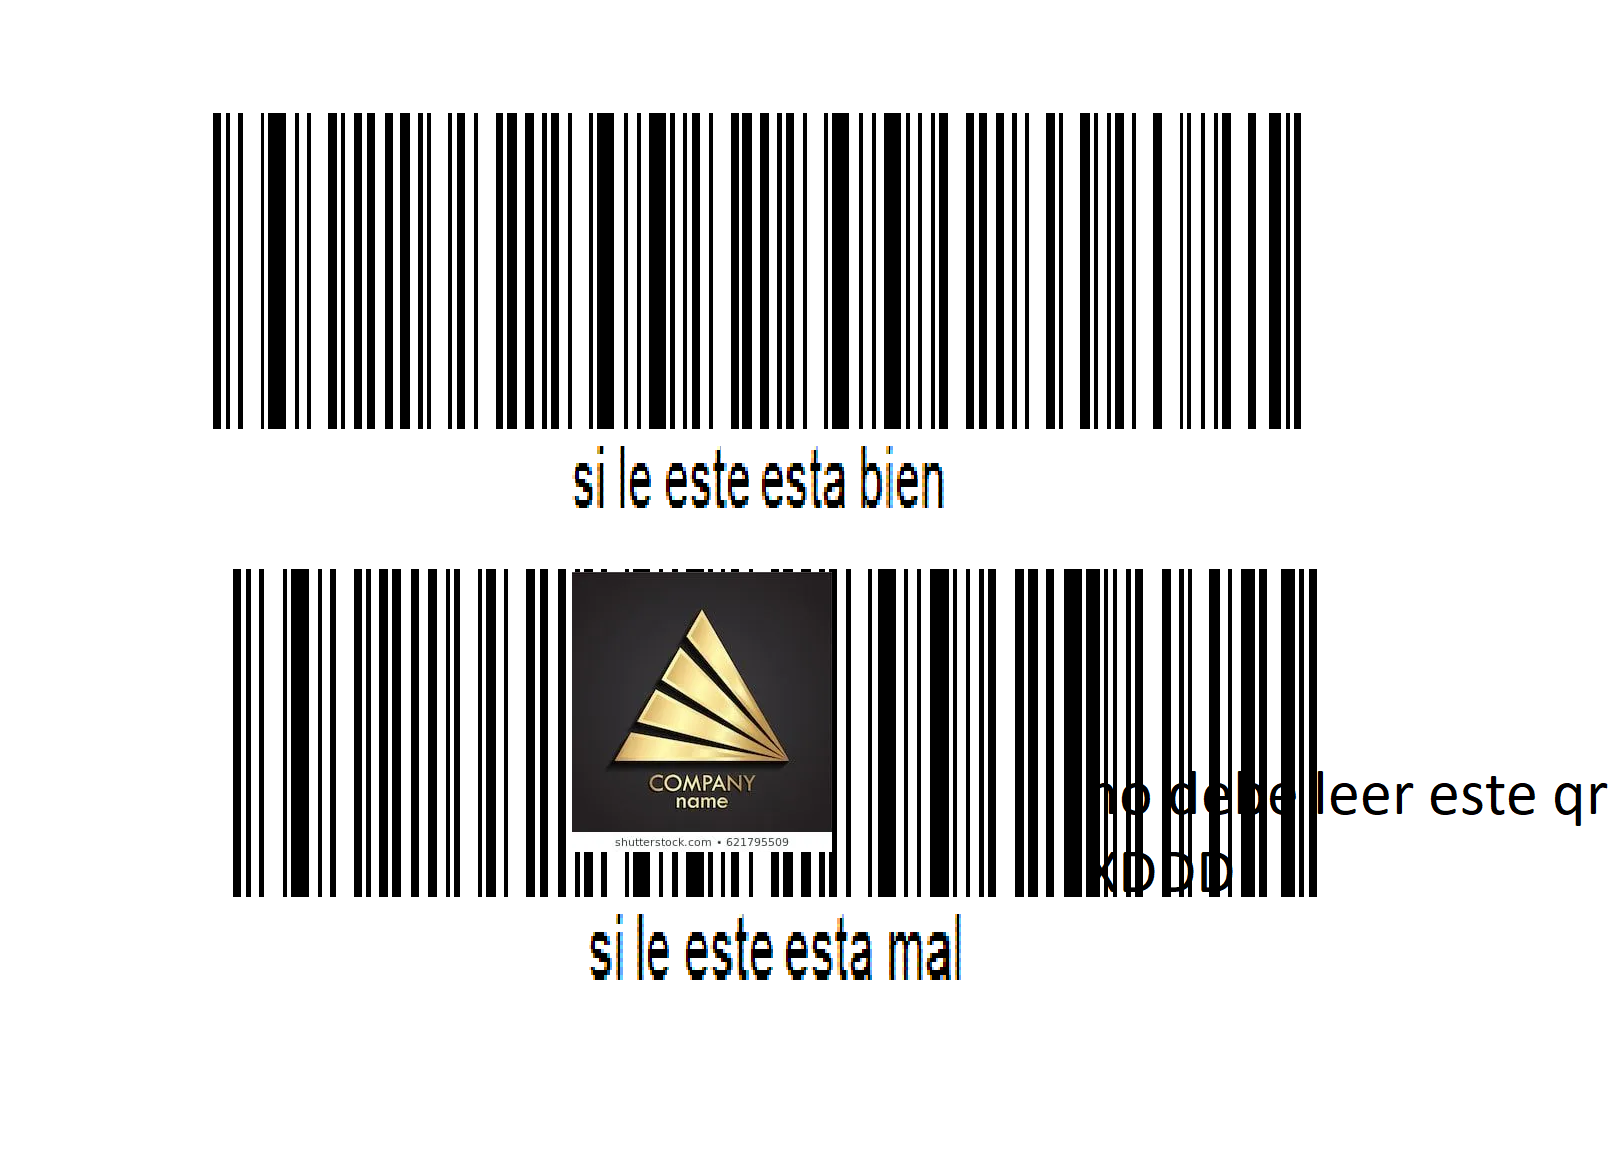 si le este esta bien
COMPANY
name
no debe leer este qr
XDDD
shutterstock.com • 621795509
si le este esta mal